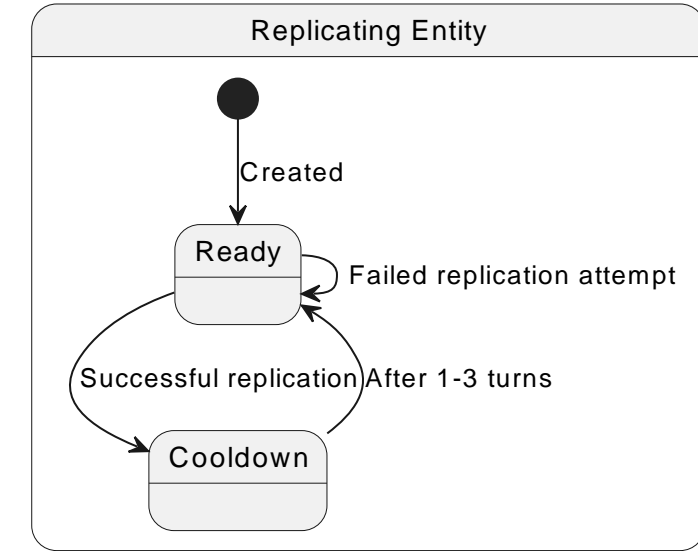 Replicating Entity
Created
Ready
Failed replication attempt
Successful replication
After 1-3 turns
Cooldown